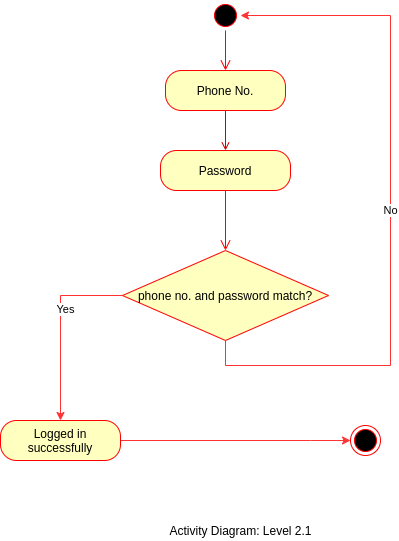 Phone No.
Password
No
phone no. and password match?
Yes
Logged in
successfully
Activity Diagram: Level 2.1